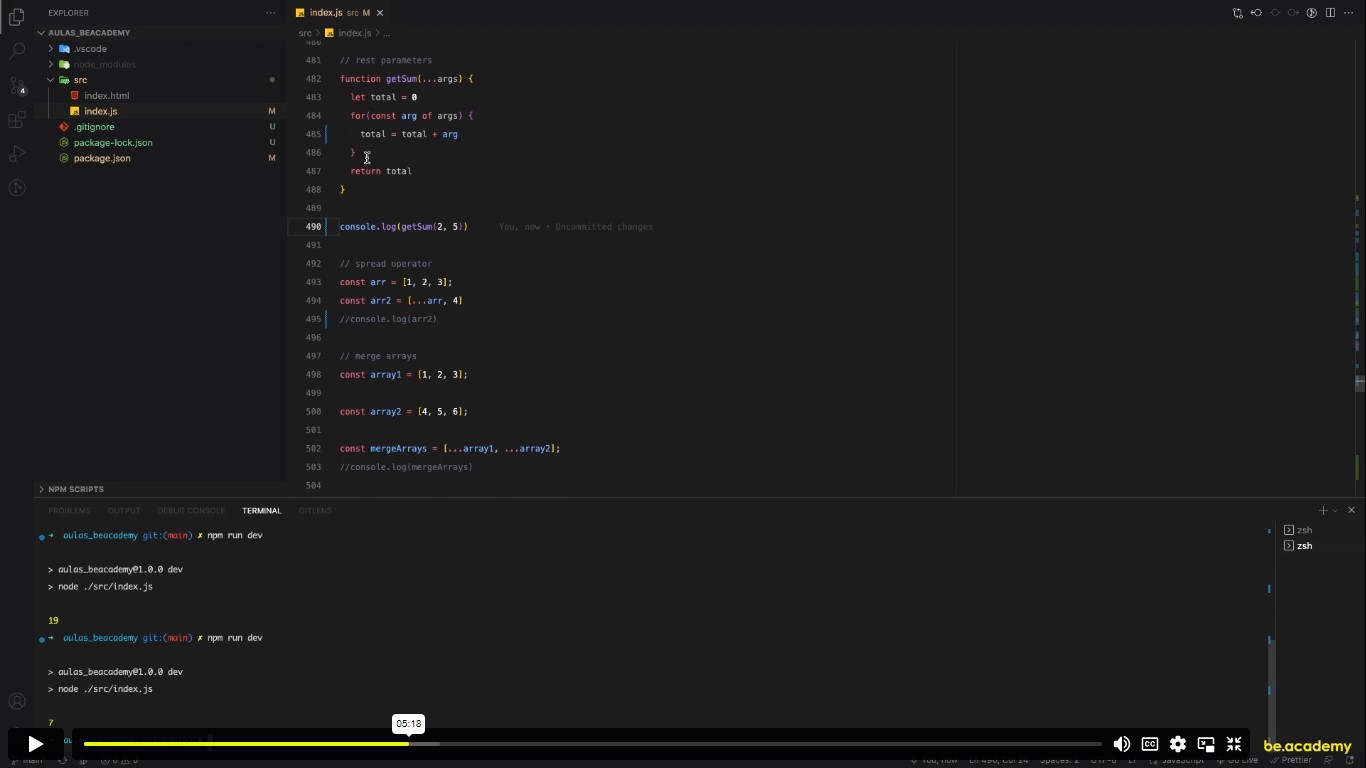 EXPLORER
AULAS_BEACADEMY
.vscode
node_modules
src
index.html
index.js M
.gitignore U
package-lock.json U
package.json M
NPM SCRIPTS
4
index.js src M
src > index.js > ...
480
481 // rest parameters
482 function getSum(...args) {
483 let total = 0
484 for(const arg of args) {
485 total = total + arg
486 }
487 return total
488 }
489
490 console.log(getSum(2, 5)) You, now • Uncommitted changes
491
492 // spread operator
493 const arr = [1, 2, 3];
494 const arr2 = [...arr, 4]
495 //console.log(arr2)
496
497 // merge arrays
498 const array1 = [1, 2, 3];
499
500 const array2 = [4, 5, 6];
501
502 const mergeArrays = [...array1, ...array2];
503 //console.log(mergeArrays)
504
PROBLEMS OUTPUT DEBUG CONSOLE TERMINAL GITLENS
→ aulas_beacademy git:(main) ✗ npm run dev
> aulas_beacademy@1.0.0 dev
> node ./src/index.js
19
→ aulas_beacademy git:(main) ✗ npm run dev
> aulas_beacademy@1.0.0 dev
> node ./src/index.js
7
zsh
zsh
05:18
be.academy
main You, now Ln 490, Col 24 Spaces: 2 UTF-8 LF JavaScript Go Live Prettier